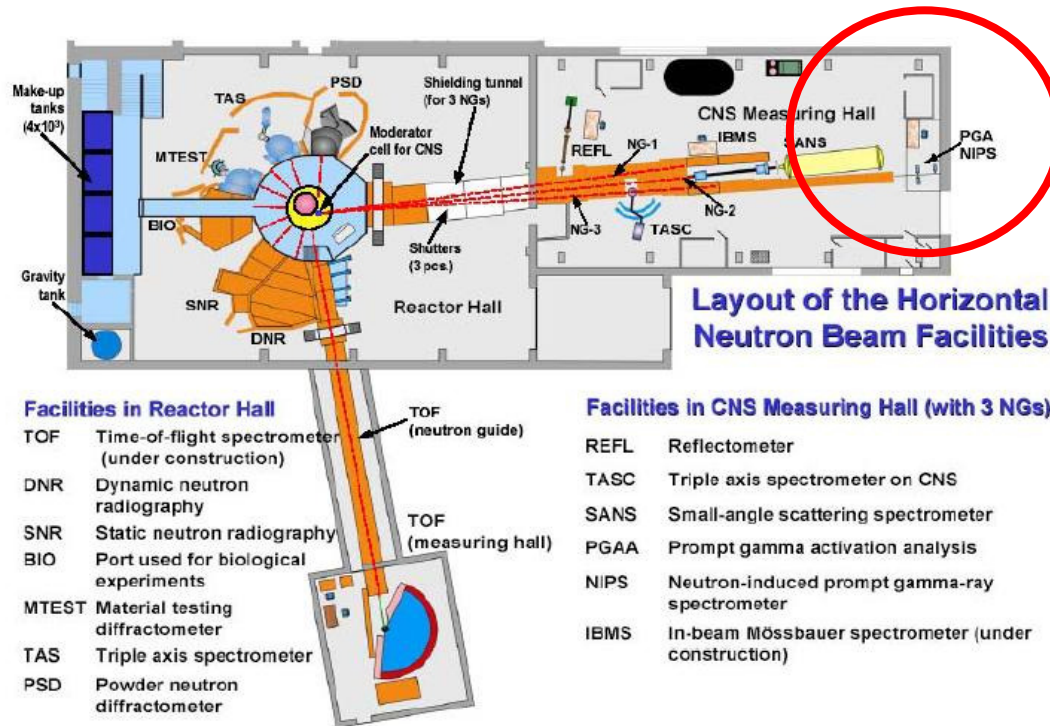 Make-up
tanks
(4x10³)
TAS
PSD
MTEST
BIO
Gravity
tank
SNR
DNR
Moderator
cell for CNS
Shielding tunnel
(for 3 NGs)
Shutters
(3 pcs.)
Reactor Hall
CNS Measuring Hall
REFL
NG-1
IBMS
SANS
NG-2
NG-3
TASC
PGA
NIPS
TOF
(neutron guide)
TOF
(measuring hall)
Layout of the Horizontal
Neutron Beam Facilities
Facilities in Reactor Hall
TOF Time-of-flight spectrometer
(under construction)
DNR Dynamic neutron
radiography
SNR Static neutron radiography
BIO Port used for biological
experiments
MTEST Material testing
diffractometer
TAS Triple axis spectrometer
PSD Powder neutron
diffractometer
Facilities in CNS Measuring Hall (with 3 NGs)
REFL Reflectometer
TASC Triple axis spectrometer on CNS
SANS Small-angle scattering spectrometer
PGAA Prompt gamma activation analysis
NIPS Neutron-induced prompt gamma-ray
spectrometer
IBMS In-beam Mössbauer spectrometer (under
construction)